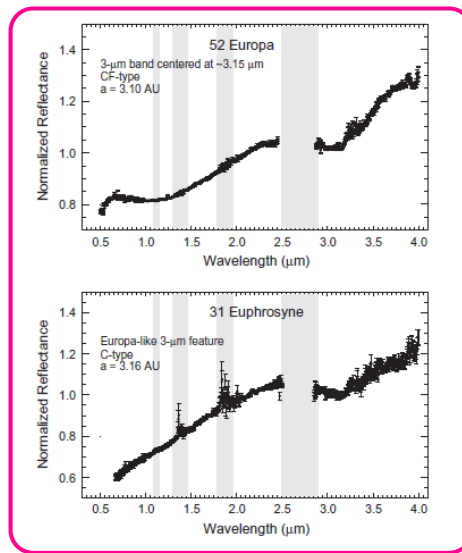 52 Europa
3-μm band centered at ~3.15 μm
CF-type
a = 3.10 AU
Normalized Reflectance
1.4
1.2
1.0
0.8
0.5 1.0 1.5 2.0 2.5 3.0 3.5 4.0
Wavelength (μm)
31 Euphrosyne
Europa-like 3-μm feature
C-type
a = 3.16 AU
Normalized Reflectance
1.4
1.2
1.0
0.8
0.6
0.5 1.0 1.5 2.0 2.5 3.0 3.5 4.0
Wavelength (μm)